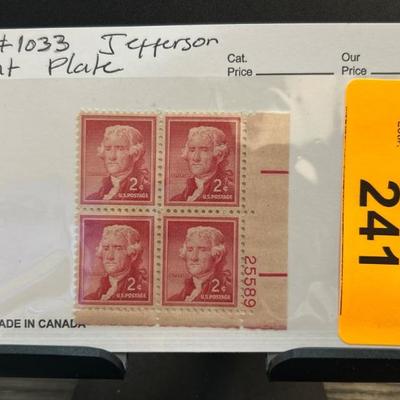 #1033 Jefferson
Plate
Cat.
Price
Our
Price
2¢
U.S. POSTAGE
2¢
U.S. POSTAGE
2¢
U.S. POSTAGE
2¢
U.S. POSTAGE
25589
241
ADE IN CANADA